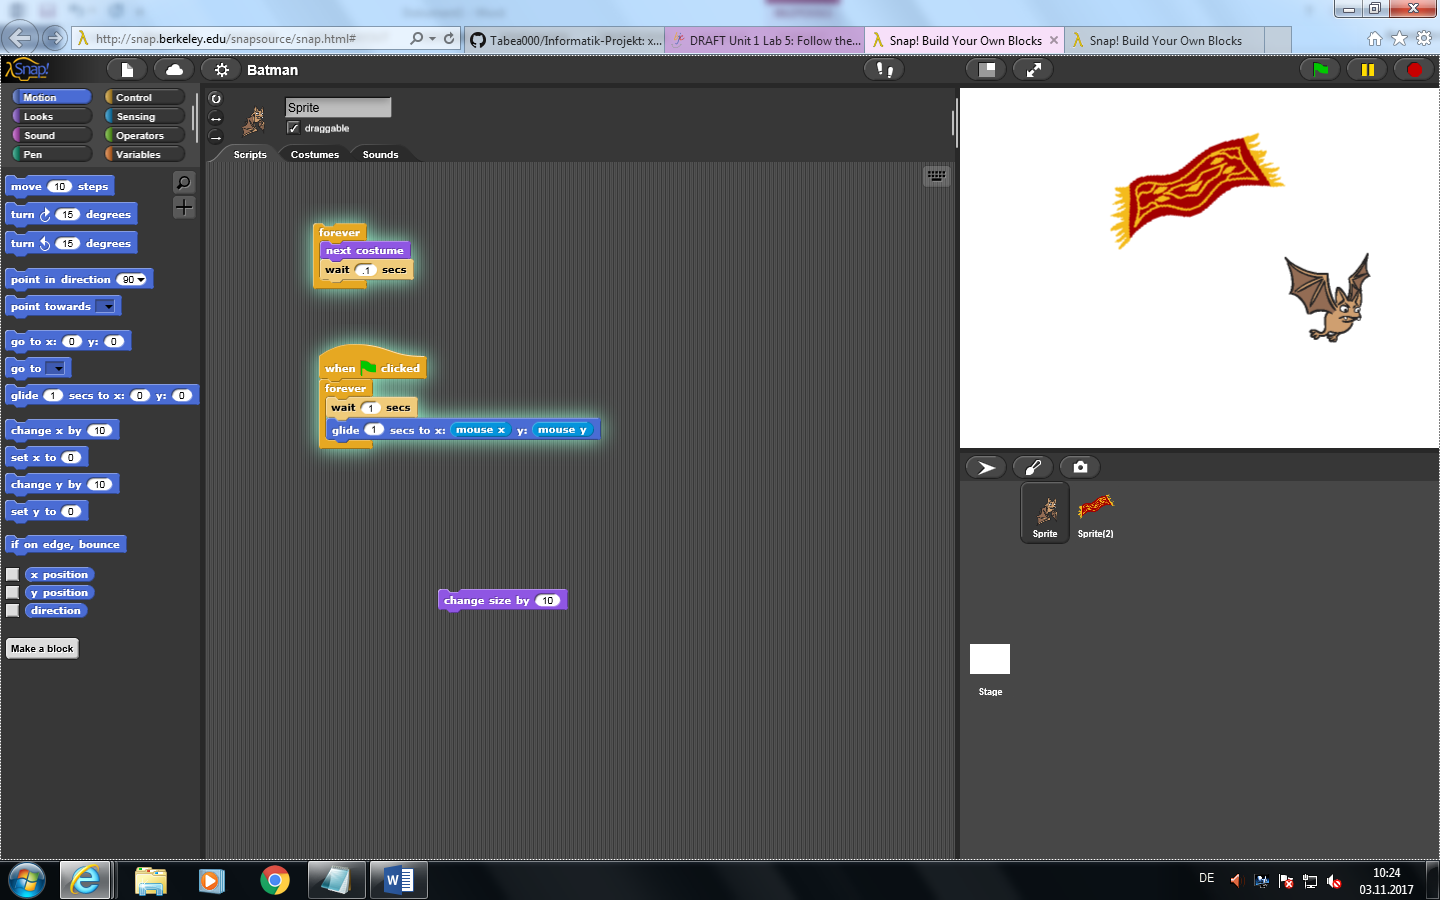 http://snap.berkeley.edu/snapsource/snap.html#
Tabea000/Informatik-Projekt: x...
DRAFT Unit 1 Lab 5: Follow the...
Snap! Build Your Own Blocks
Snap! Build Your Own Blocks
Snap!
Batman
Motion
Control
Looks
Sensing
Sound
Operators
Pen
Variables
Sprite
draggable
Scripts
Costumes
Sounds
move 10 steps
turn 15 degrees
turn 15 degrees
point in direction 90
point towards
go to x: 0 y: 0
go to
glide 1 secs to x: 0 y: 0
change x by 10
set x to 0
change y by 10
set y to 0
if on edge, bounce
x position
y position
direction
Make a block
forever
next costume
wait .1 secs
when clicked
forever
wait 1 secs
glide 1 secs to x: mouse x y: mouse y
change size by 10
Sprite
Sprite(2)
Stage
DE
10:24
03.11.2017